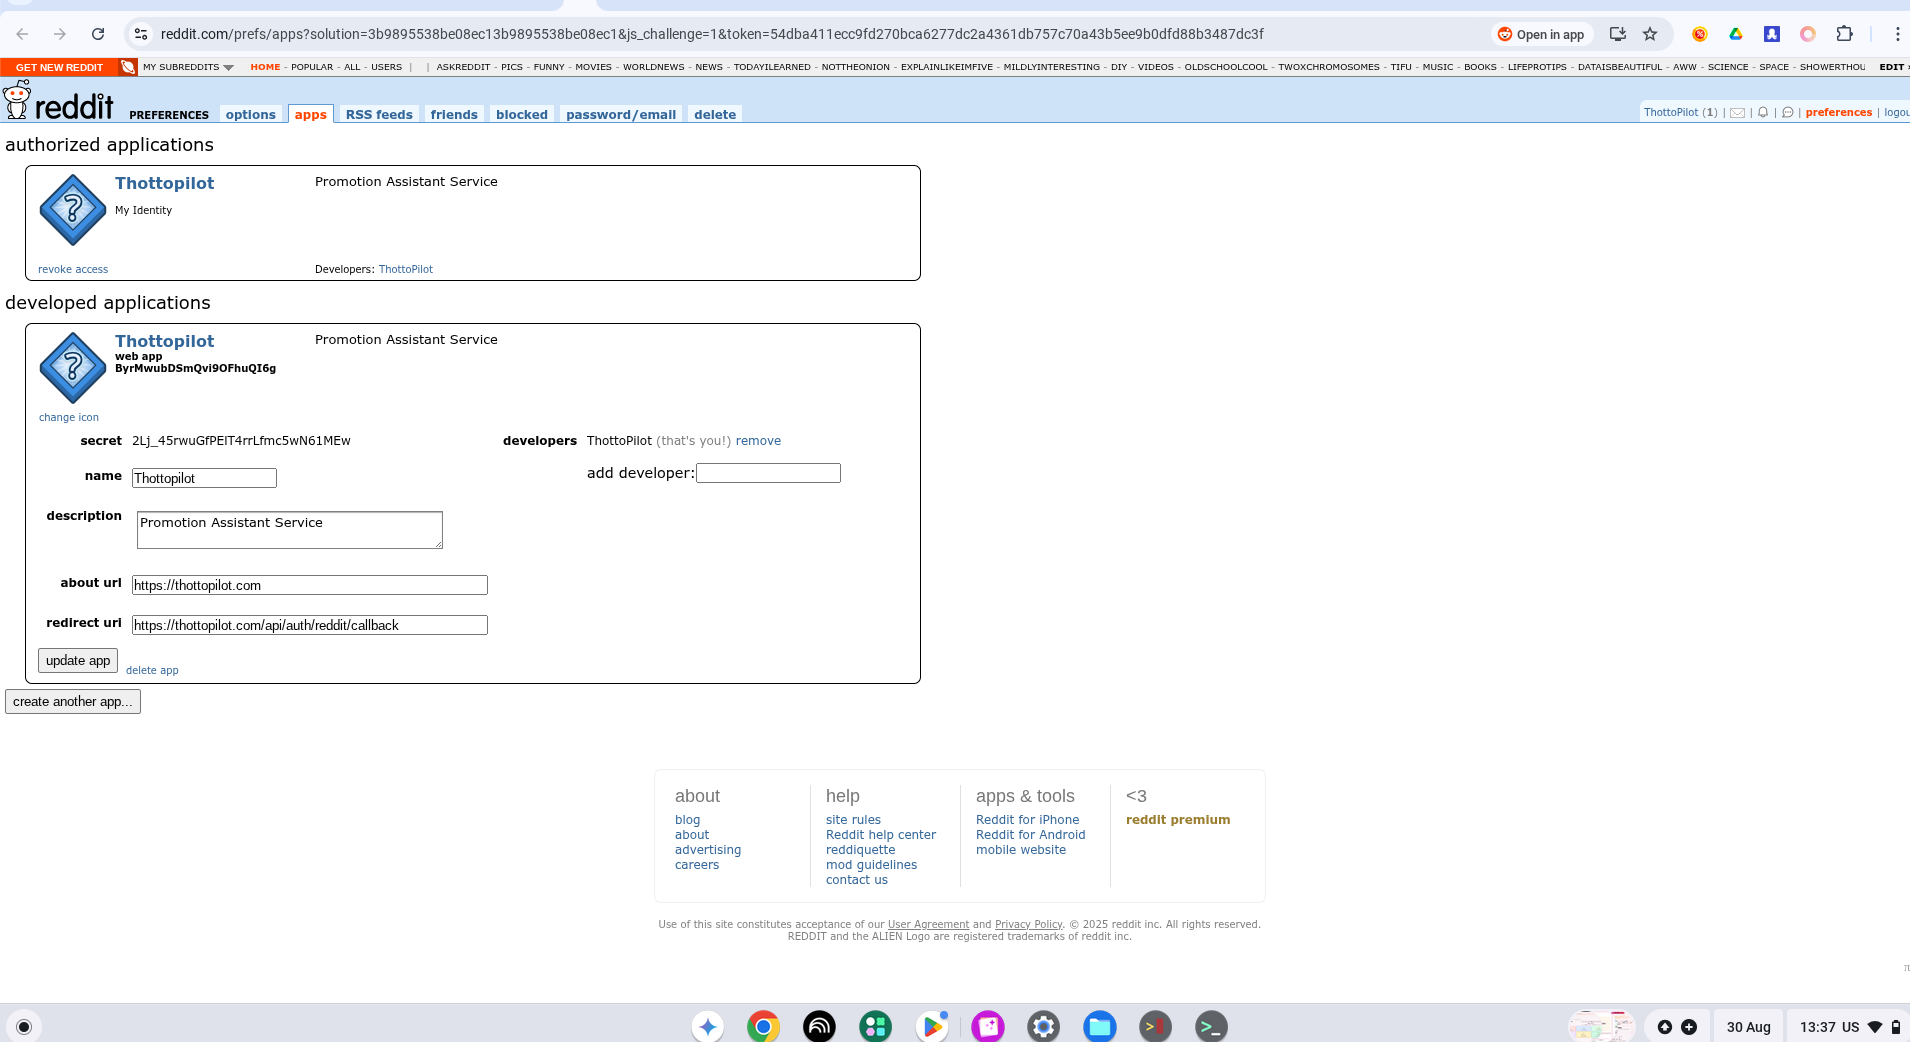 reddit.com/prefs/apps?solution=3b9895538be08ec13b9895538be08ec1&js_challenge=1&token=54dba411ecc9fd270bca6277dc2a4361db757c70a43b5ee9b0dfd88b3487dc3f
Open in app
GET NEW REDDIT MY SUBREDDITS HOME - POPULAR - ALL - USERS | | ASKREDDIT - PICS - FUNNY - MOVIES - WORLDNEWS - NEWS - TODAYILEARNED - NOTTHEONION - EXPLAINLIKEIMFIVE - MILDLYINTERESTING - DIY - VIDEOS - OLDSCHOOLCOOL - TWOXCHROMOSOMES - TIFU - MUSIC - BOOKS - LIFEPROTIPS - DATAISBEAUTIFUL - AWW - SCIENCE - SPACE - SHOWERTHOU EDIT
reddit PREFERENCES options apps RSS feeds friends blocked password/email delete
ThottoPilot (1) | | | | preferences | logou
authorized applications
Thottopilot
Promotion Assistant Service
My Identity
revoke access
Developers: ThottoPilot
developed applications
Thottopilot
Promotion Assistant Service
web app
ByrMwubDSmQvi9OFhuQI6g
change icon
secret 2Lj_45rwuGfPElT4rrLfmc5wN61MEw
developers ThottoPilot (that's you!) remove
name Thottopilot
add developer:
description Promotion Assistant Service
about url https://thottopilot.com
redirect uri https://thottopilot.com/api/auth/reddit/callback
update app delete app
create another app...
about
blog
about
advertising
careers
help
site rules
Reddit help center
reddiquette
mod guidelines
contact us
apps & tools
Reddit for iPhone
Reddit for Android
mobile website
<3
reddit premium
Use of this site constitutes acceptance of our User Agreement and Privacy Policy. © 2025 reddit inc. All rights reserved.
REDDIT and the ALIEN Logo are registered trademarks of reddit inc.
π
30 Aug
13:37 US